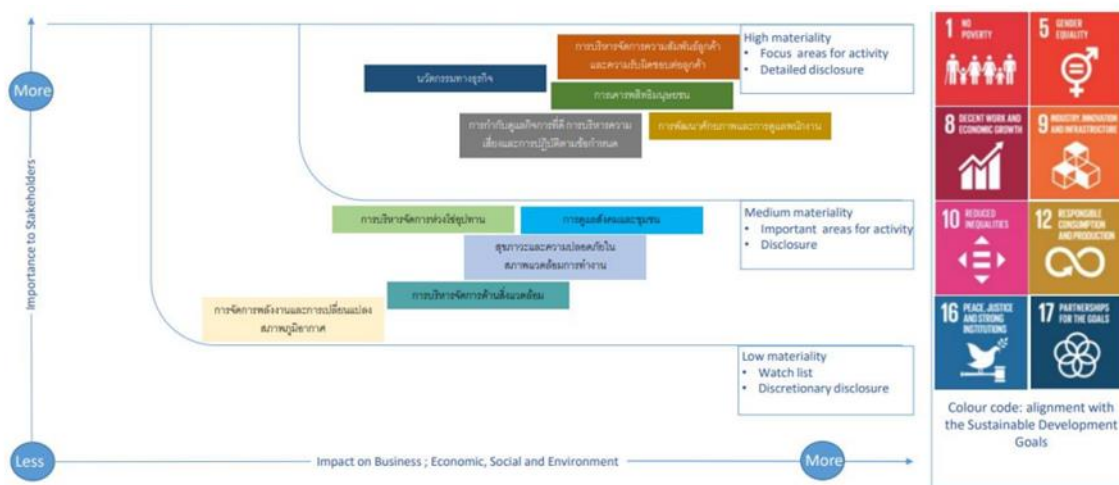 More
Importance to Stakeholders
Less
Impact on Business ; Economic, Social and Environment
More
นวัตกรรมทางธุรกิจ
การบริหารจัดการความสัมพันธ์ลูกค้า
และความรับผิดชอบต่อลูกค้า
การเคารพสิทธิมนุษยชน
การกำกับดูแลกิจการที่ดี การบริหารความ
เสี่ยงและการปฏิบัติตามข้อกำหนด
การพัฒนาศักยภาพและการดูแลพนักงาน
High materiality
• Focus areas for activity
• Detailed disclosure
การบริหารจัดการห่วงโซ่อุปทาน
การดูแลสังคมและชุมชน
สุขภาวะและความปลอดภัยใน
สภาพแวดล้อมการทำงาน
การบริหารจัดการด้านสิ่งแวดล้อม
การจัดการพลังงานและการเปลี่ยนแปลง
สภาพภูมิอากาศ
Medium materiality
• Important areas for activity
• Disclosure
Low materiality
• Watch list
• Discretionary disclosure
1 NO
POVERTY
5 GENDER
EQUALITY
8 DECENT WORK AND
ECONOMIC GROWTH
9 INDUSTRY, INNOVATION
AND INFRASTRUCTURE
10 REDUCED
INEQUALITIES
12 RESPONSIBLE
CONSUMPTION
AND PRODUCTION
16 PEACE, JUSTICE
AND STRONG
INSTITUTIONS
17 PARTNERSHIPS
FOR THE GOALS
Colour code: alignment with
the Sustainable Development
Goals